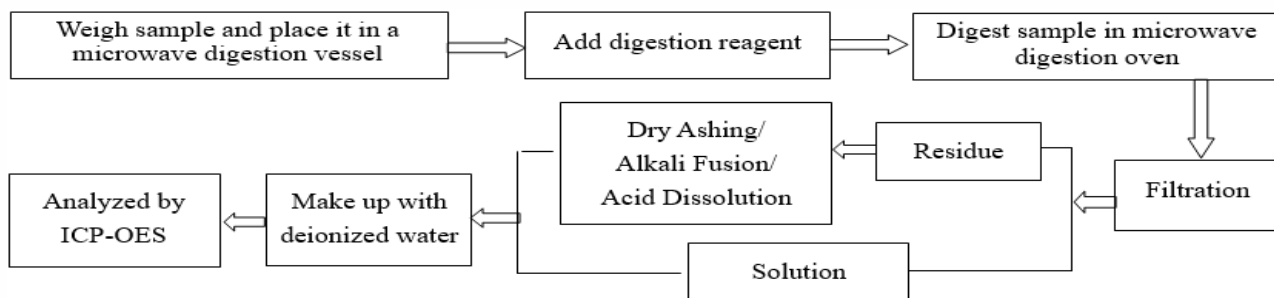 Weigh sample and place it in a
microwave digestion vessel
Add digestion reagent
Digest sample in microwave
digestion oven
Filtration
Residue
Dry Ashing/
Alkali Fusion/
Acid Dissolution
Solution
Make up with
deionized water
Analyzed by
ICP-OES